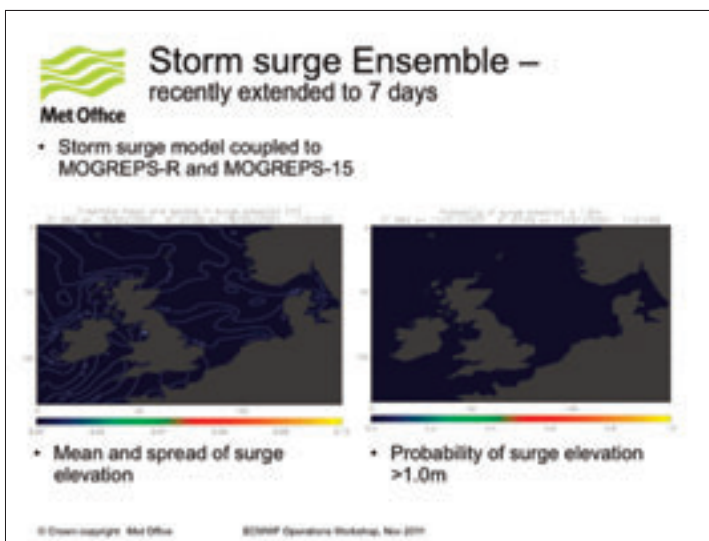 Storm surge Ensemble –
recently extended to 7 days
Met Office
• Storm surge model coupled to
MOGREPS-R and MOGREPS-15
• Mean and spread of surge
elevation
• Probability of surge elevation
>1.0m
© Crown copyright Met Office
ECMWF Operations Workshop, Nov 2011